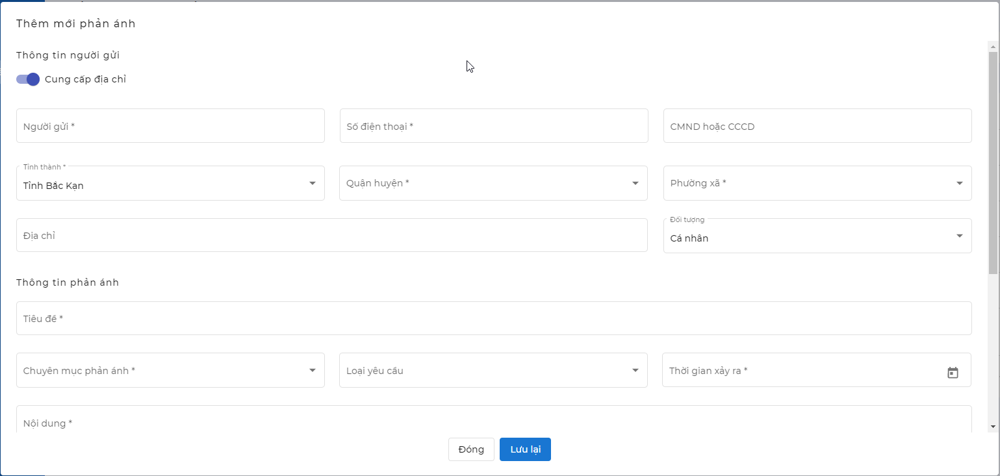 Thêm mới phản ánh
Thông tin người gửi
Cung cấp địa chỉ
Người gửi *
Số điện thoại *
CMND hoặc CCCD
Tỉnh thành *
Tỉnh Bắc Kạn
Quận huyện *
Phường xã *
Địa chỉ
Đối tượng
Cá nhân
Thông tin phản ánh
Tiêu đề *
Chuyên mục phản ánh *
Loại yêu cầu
Thời gian xảy ra *
Nội dung *
Đóng
Lưu lại